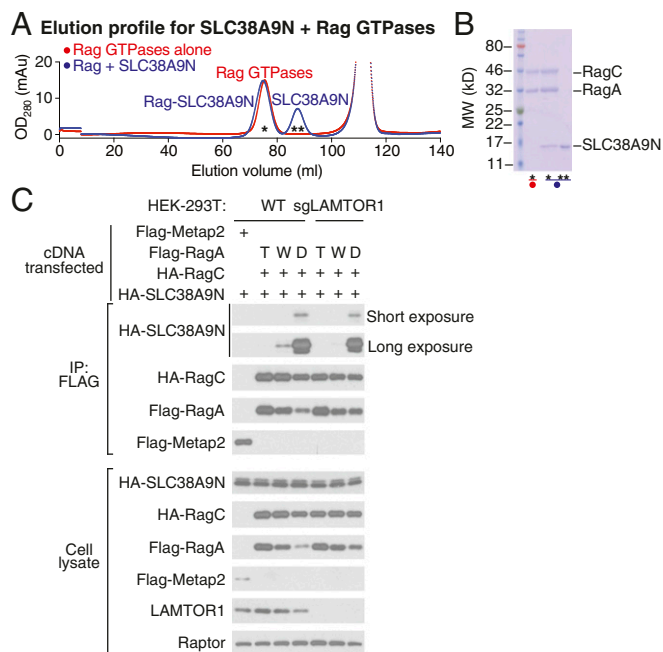 A Elution profile for SLC38A9N + Rag GTPases
Rag GTPases alone
Rag + SLC38A9N
OD280 (mAu)
20
10
0
Rag GTPases
Rag-SLC38A9N
SLC38A9N
* **
0 20 40 60 80 100 120 140
Elution volume (ml)
B
MW (kD)
80
46
32
25
22
17
11
RagC
RagA
SLC38A9N
* * **
C
HEK-293T: WT sgLAMTOR1
cDNA transfected
Flag-Metap2 +
Flag-RagA T W D T W D
HA-RagC + + + + + +
HA-SLC38A9N + + + + + + +
IP: FLAG
HA-SLC38A9N
Short exposure
Long exposure
HA-RagC
Flag-RagA
Flag-Metap2
Cell lysate
HA-SLC38A9N
HA-RagC
Flag-RagA
Flag-Metap2
LAMTOR1
Raptor